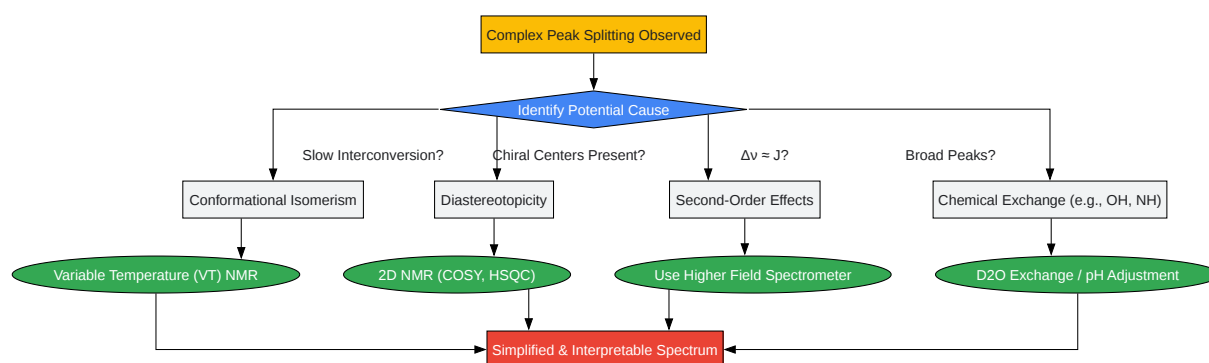 Complex Peak Splitting Observed
Identify Potential Cause
Slow Interconversion?
Chiral Centers Present?
Δν ≈ J?
Broad Peaks?
Conformational Isomerism
Diastereotopicity
Second-Order Effects
Chemical Exchange (e.g., OH, NH)
Variable Temperature (VT) NMR
2D NMR (COSY, HSQC)
Use Higher Field Spectrometer
D2O Exchange / pH Adjustment
Simplified & Interpretable Spectrum